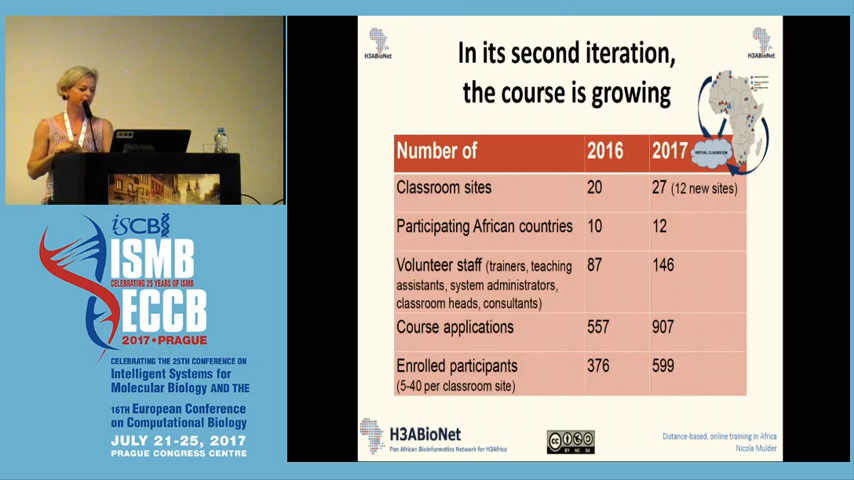 H3ABioNet
H3ABioNet
In its second iteration,
the course is growing
VIRTUAL CLASSROOM
Number of 2016 2017
Classroom sites 20 27 (12 new sites)
Participating African countries 10 12
Volunteer staff (trainers, teaching 87 146
assistants, system administrators,
classroom heads, consultants)
Course applications 557 907
Enrolled participants 376 599
(5-40 per classroom site)
H3ABioNet
Pan African Bioinformatics Network for H3Africa
cc
BY NC SA
Distance-based, online training in Africa
Nicola Mulder
iSCB
ISMB
CELEBRATING 25 YEARS OF ISMB
ECCB
2017 • PRAGUE
CELEBRATING THE 25TH CONFERENCE ON
Intelligent Systems for
Molecular Biology AND THE
16TH European Conference
on Computational Biology
JULY 21-25, 2017
PRAGUE CONGRESS CENTRE